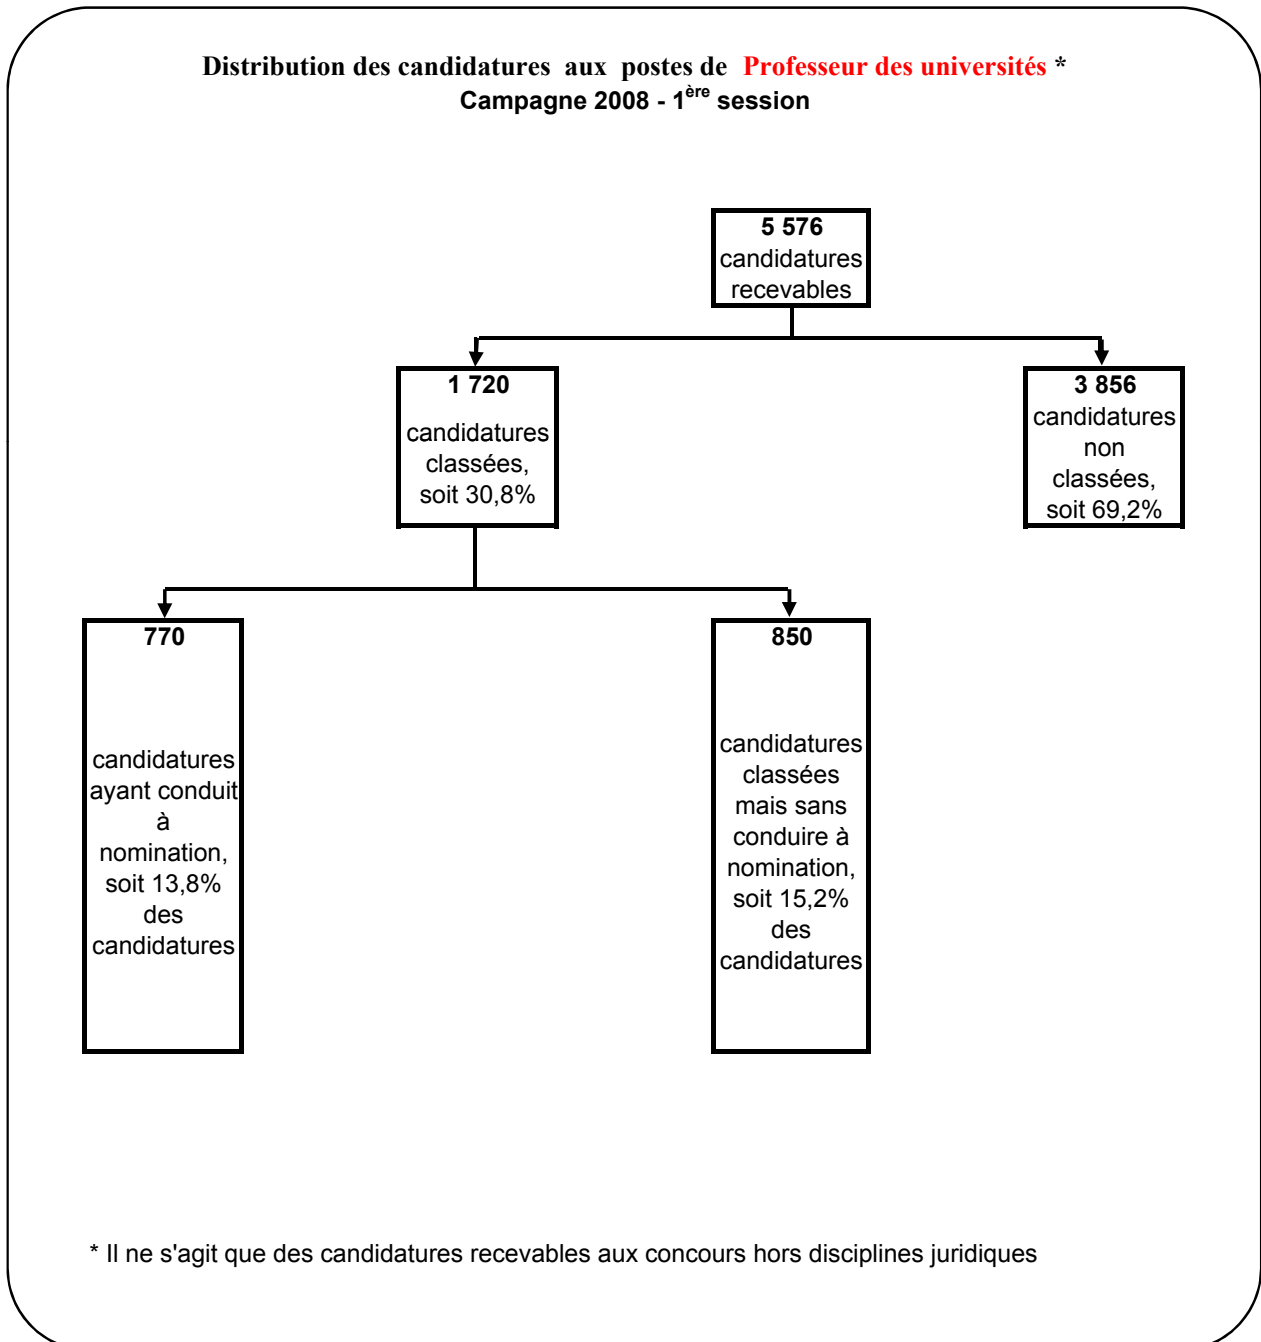 Distribution des candidatures aux postes de Professeur des universités *
Campagne 2008 - 1ère session
5 576
candidatures
recevables
1 720
candidatures
classées,
soit 30,8%
3 856
candidatures
non
classées,
soit 69,2%
770
candidatures
ayant conduit
à
nomination,
soit 13,8%
des
candidatures
850
candidatures
classées
mais sans
conduire à
nomination,
soit 15,2%
des
candidatures
* Il ne s'agit que des candidatures recevables aux concours hors disciplines juridiques